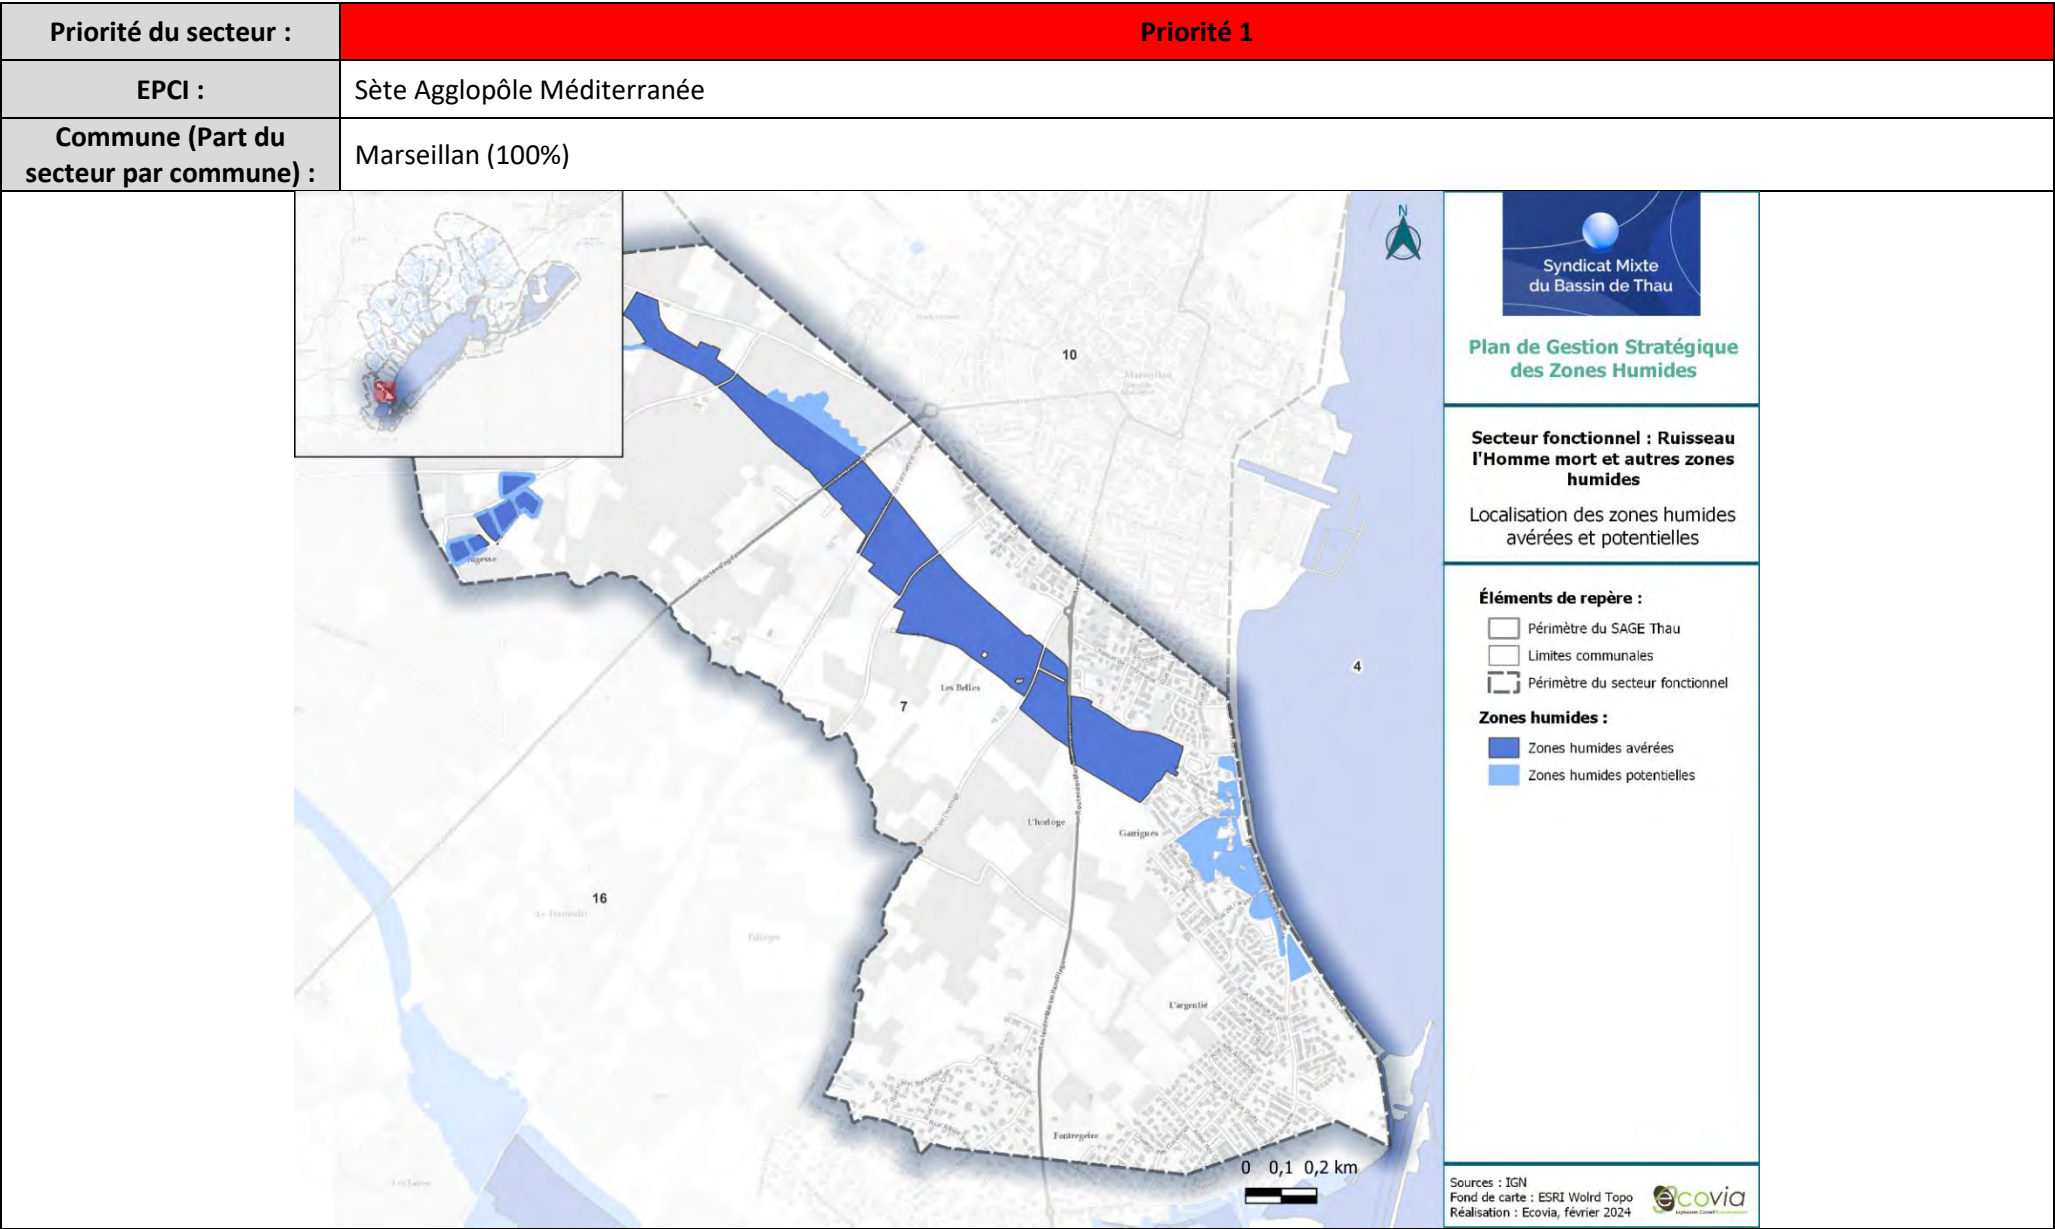 Priorité du secteur :
Priorité 1
EPCI :
Sète Agglopôle Méditerranée
Commune (Part du
secteur par commune) :
Marseillan (100%)
N
10
Marseillan
4
Les Belles
7
L'horloge
Garrigues
16
L'argentié
Fontregeire
0 0,1 0,2 km
Syndicat Mixte
du Bassin de Thau
Plan de Gestion Stratégique
des Zones Humides
Secteur fonctionnel : Ruisseau
l'Homme mort et autres zones
humides
Localisation des zones humides
avérées et potentielles
Éléments de repère :
Périmètre du SAGE Thau
Limites communales
Périmètre du secteur fonctionnel
Zones humides :
Zones humides avérées
Zones humides potentielles
Sources : IGN
Fond de carte : ESRI Wolrd Topo
Réalisation : Ecovia, février 2024
ecovia